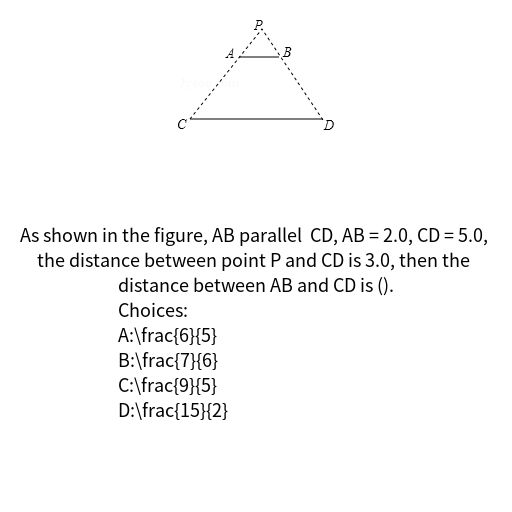 P
A
B
C
D
As shown in the figure, AB parallel  CD, AB = 2.0, CD = 5.0,
the distance between point P and CD is 3.0, then the
distance between AB and CD is ().
Choices:
A:\frac{6}{5}
B:\frac{7}{6}
C:\frac{9}{5}
D:\frac{15}{2}